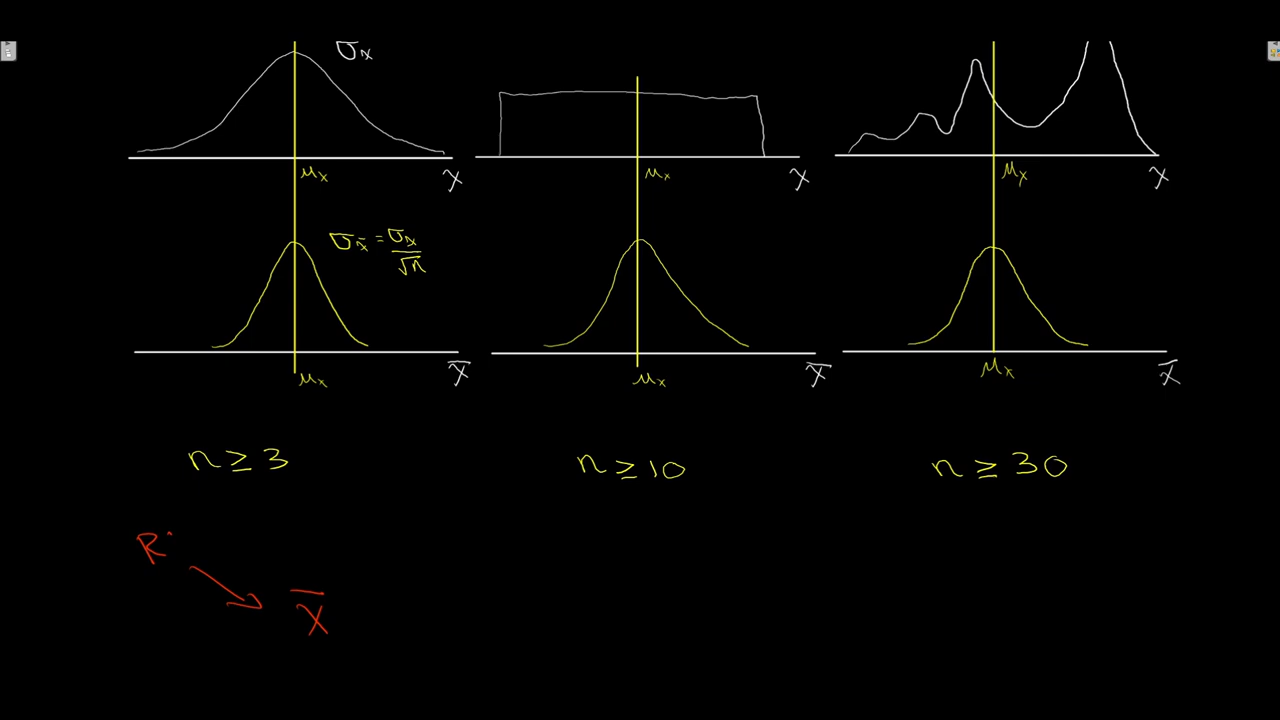 σₓ
μₓ
x
μₓ
x
μₓ
x
σx̄ = σₓ/√n
μₓ
x̄
μₓ
x̄
μₓ
x̄
n ≥ 3
n ≥ 10
n ≥ 30
R
x̄